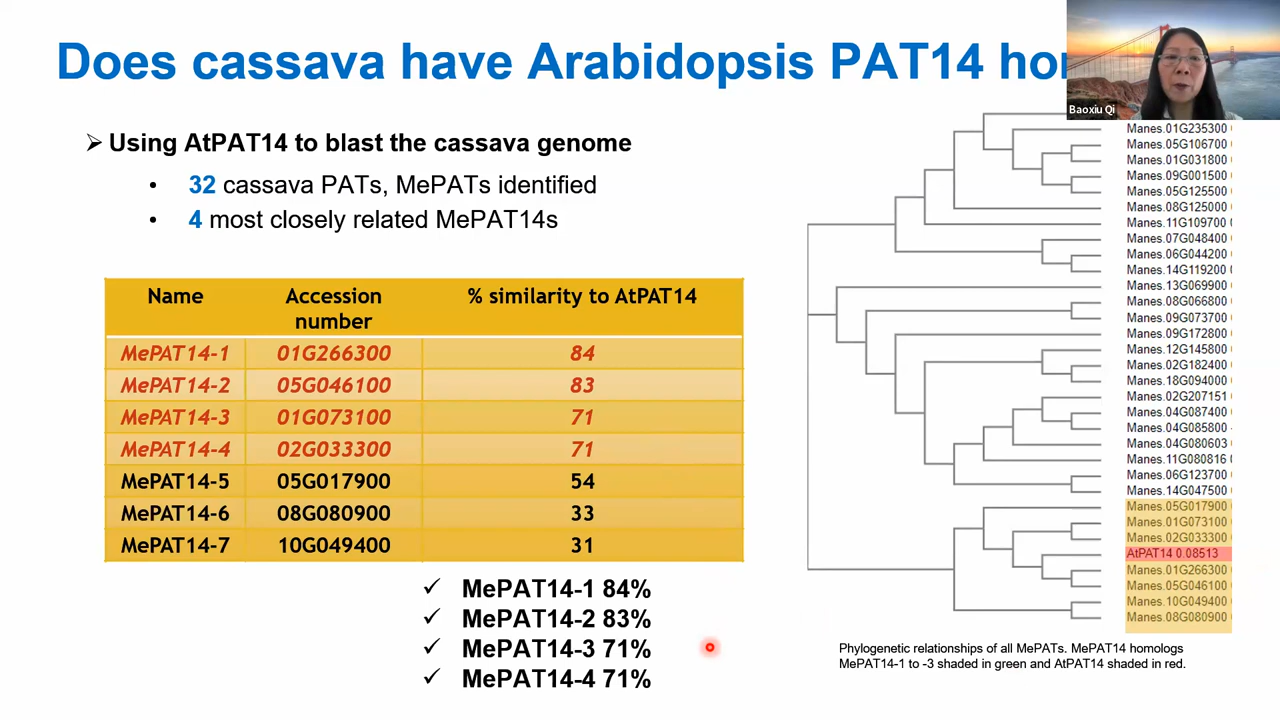 Does cassava have Arabidopsis PAT14
Baoxiu Qi
Using AtPAT14 to blast the cassava genome
32 cassava PATs, MePATs identified
4 most closely related MePAT14s
Name Accession number % similarity to AtPAT14
MePAT14-1 01G266300 84
MePAT14-2 05G046100 83
MePAT14-3 01G073100 71
MePAT14-4 02G033300 71
MePAT14-5 05G017900 54
MePAT14-6 08G080900 33
MePAT14-7 10G049400 31
MePAT14-1 84%
MePAT14-2 83%
MePAT14-3 71%
MePAT14-4 71%
Manes.01G235300
Manes.05G106700
Manes.01G031800
Manes.09G001500
Manes.05G125500
Manes.08G125000
Manes.11G109700
Manes.07G048400
Manes.06G044200
Manes.14G119200
Manes.13G069900
Manes.08G066800
Manes.09G073700
Manes.09G172800
Manes.12G145800
Manes.02G182400
Manes.18G094000
Manes.02G207151
Manes.04G087400
Manes.04G085800
Manes.04G080603
Manes.11G080816
Manes.06G123700
Manes.14G047500
Manes.05G017900
Manes.01G073100
Manes.02G033300
AtPAT14 0.08513
Manes.01G266300
Manes.05G046100
Manes.10G049400
Manes.08G080900
Phylogenetic relationships of all MePATs. MePAT14 homologs
MePAT14-1 to -3 shaded in green and AtPAT14 shaded in red.